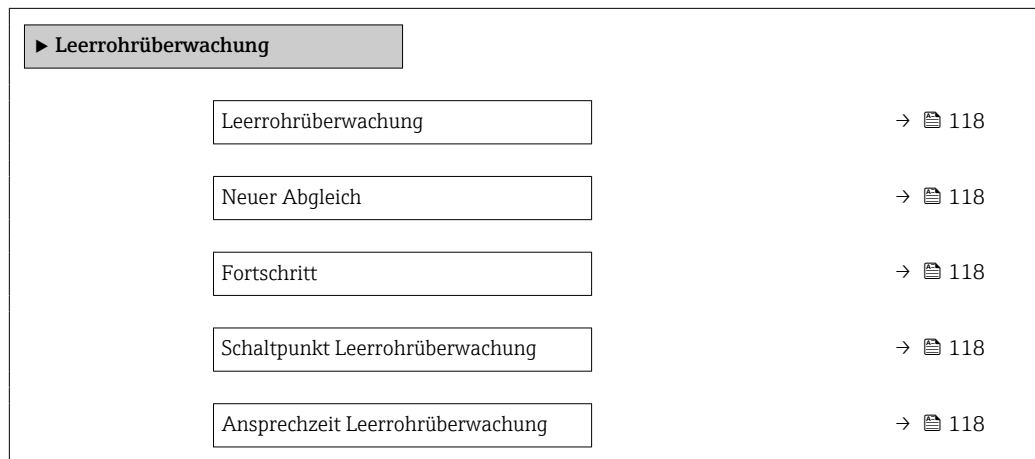 ► Leerrohrüberwachung
Leerrohrüberwachung → 118
Neuer Abgleich → 118
Fortschritt → 118
Schaltpunkt Leerrohrüberwachung → 118
Ansprechzeit Leerrohrüberwachung → 118